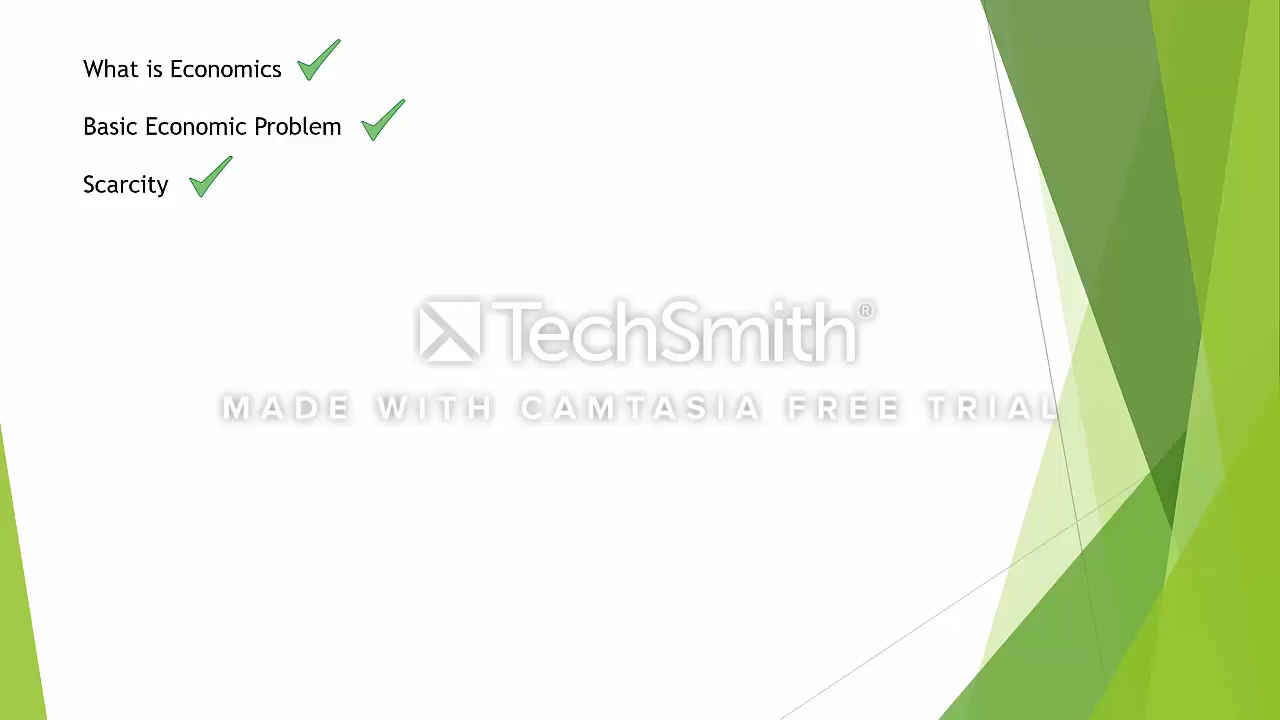 What is Economics
Basic Economic Problem
Scarcity
TechSmith®
MADE WITH CAMTASIA FREE TRIAL